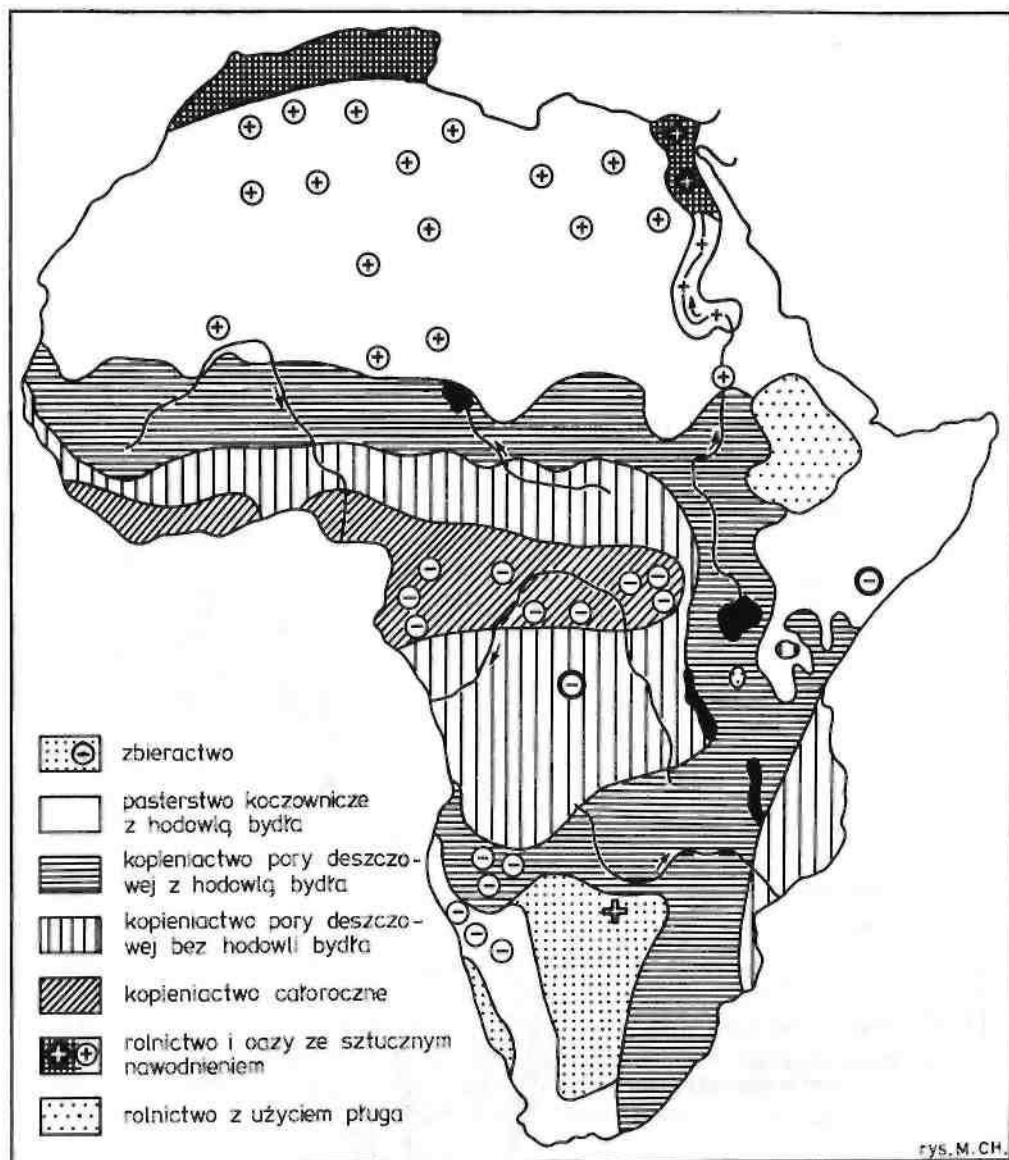 zbieractwo
pasterstwo koczownicze
z hodowlą bydła
kopieniactwo pory deszczo-
wej z hodowlą bydła
kopieniactwo pory deszczo-
wej bez hodowli bydła
kopieniactwo całoroczne
rolnictwo i oazy ze sztucznym
nawodnieniem
rolnictwo z użyciem pługa
rys. M. CH.